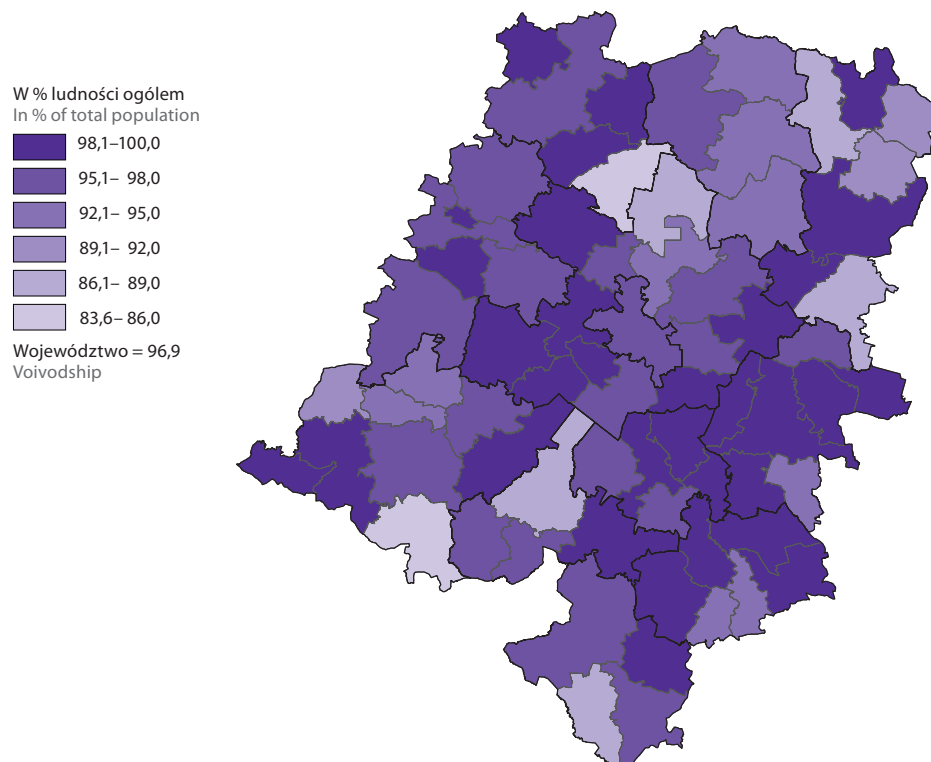 W % ludności ogółem
In % of total population
98,1–100,0
95,1– 98,0
92,1– 95,0
89,1– 92,0
86,1– 89,0
83,6– 86,0
Województwo = 96,9
Voivodship